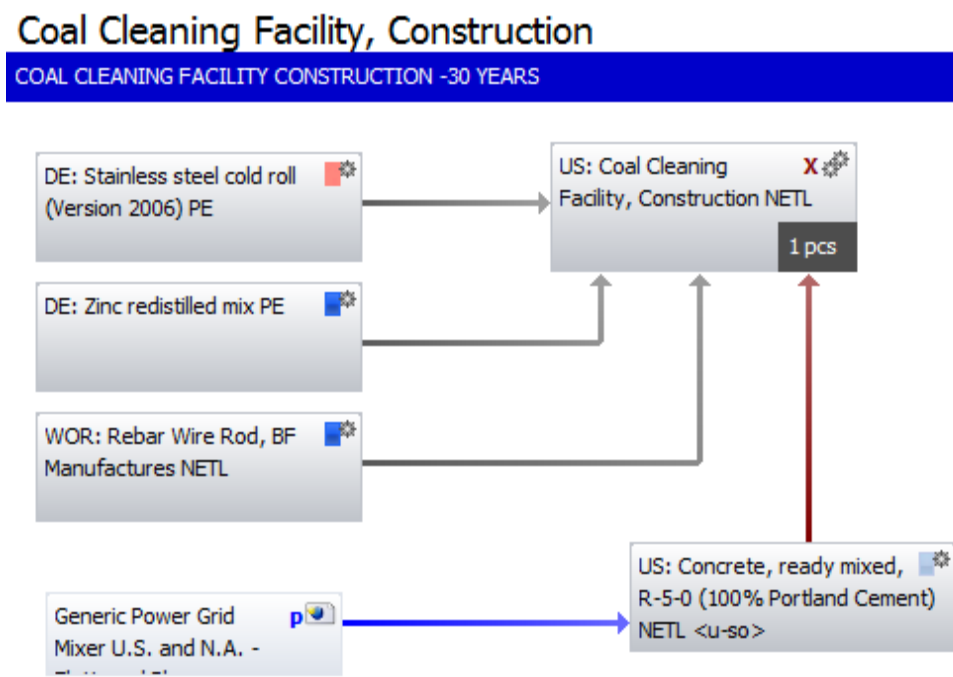 Coal Cleaning Facility, Construction
COAL CLEANING FACILITY CONSTRUCTION -30 YEARS
DE: Stainless steel cold roll
(Version 2006) PE
US: Coal Cleaning X
Facility, Construction NETL
1 pcs
DE: Zinc redistilled mix PE
WOR: Rebar Wire Rod, BF
Manufactures NETL
US: Concrete, ready mixed,
R-5-0 (100% Portland Cement)
NETL <u-so>
Generic Power Grid p
Mixer U.S. and N.A. -